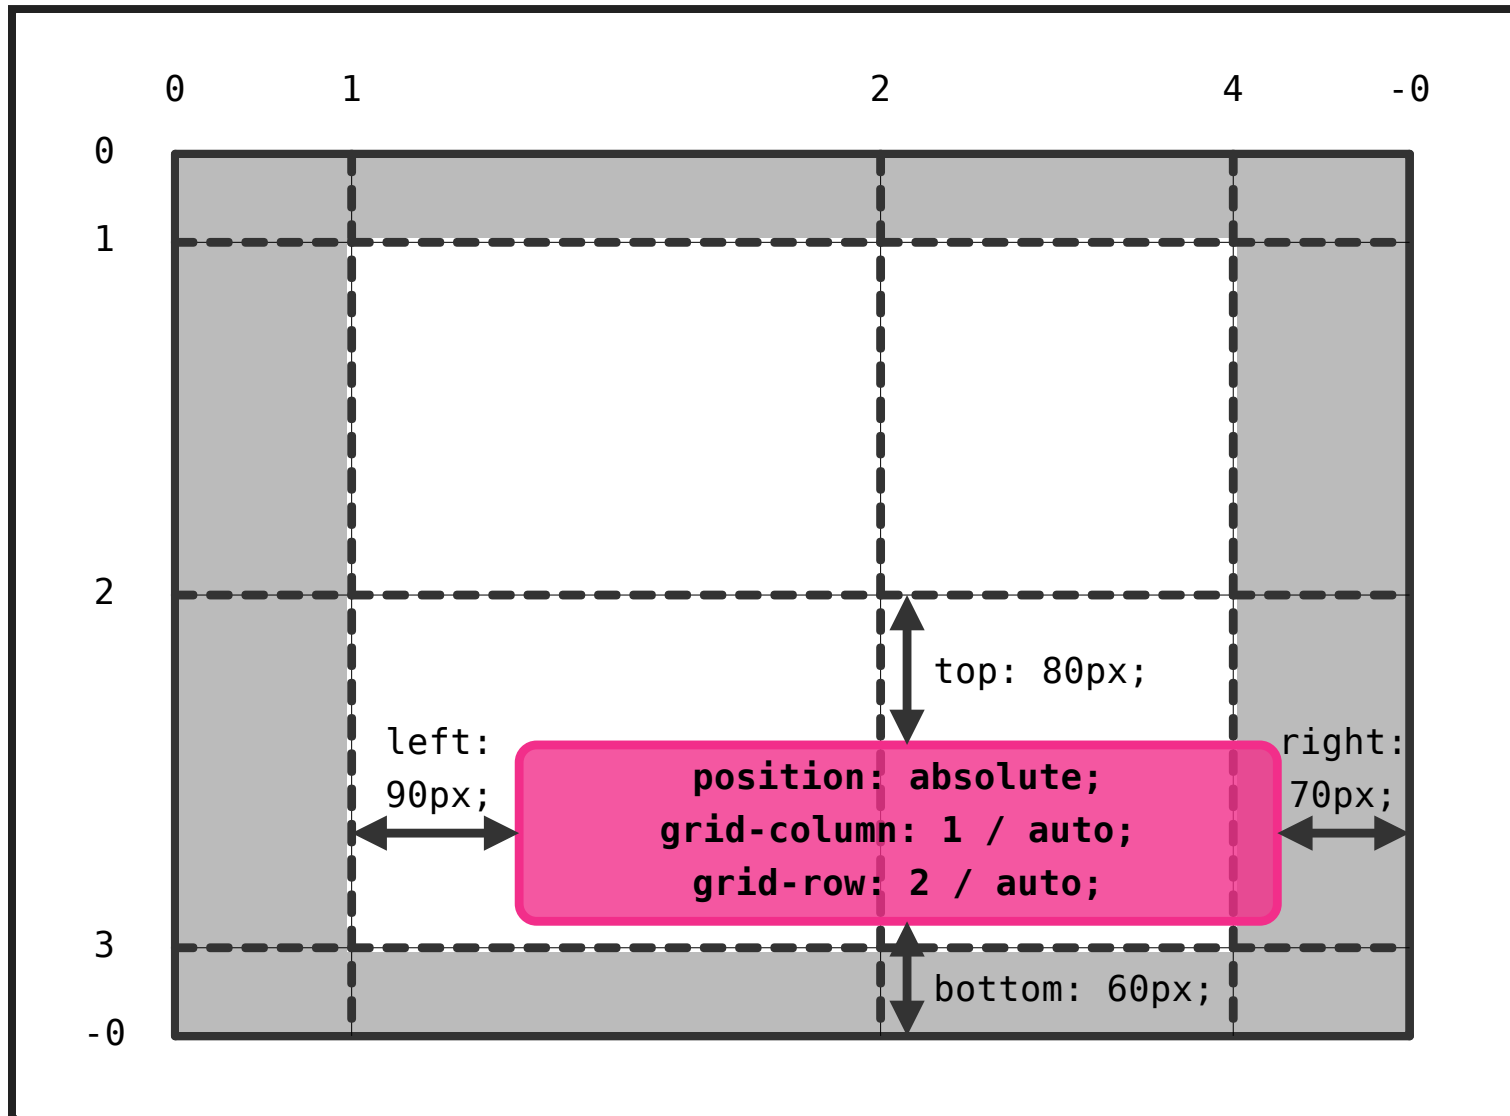 0 1 2 4 -0
0
1
2
top: 80px;
left:
90px;
right:
70px;
position: absolute;
grid-column: 1 / auto;
grid-row: 2 / auto;
3
bottom: 60px;
-0